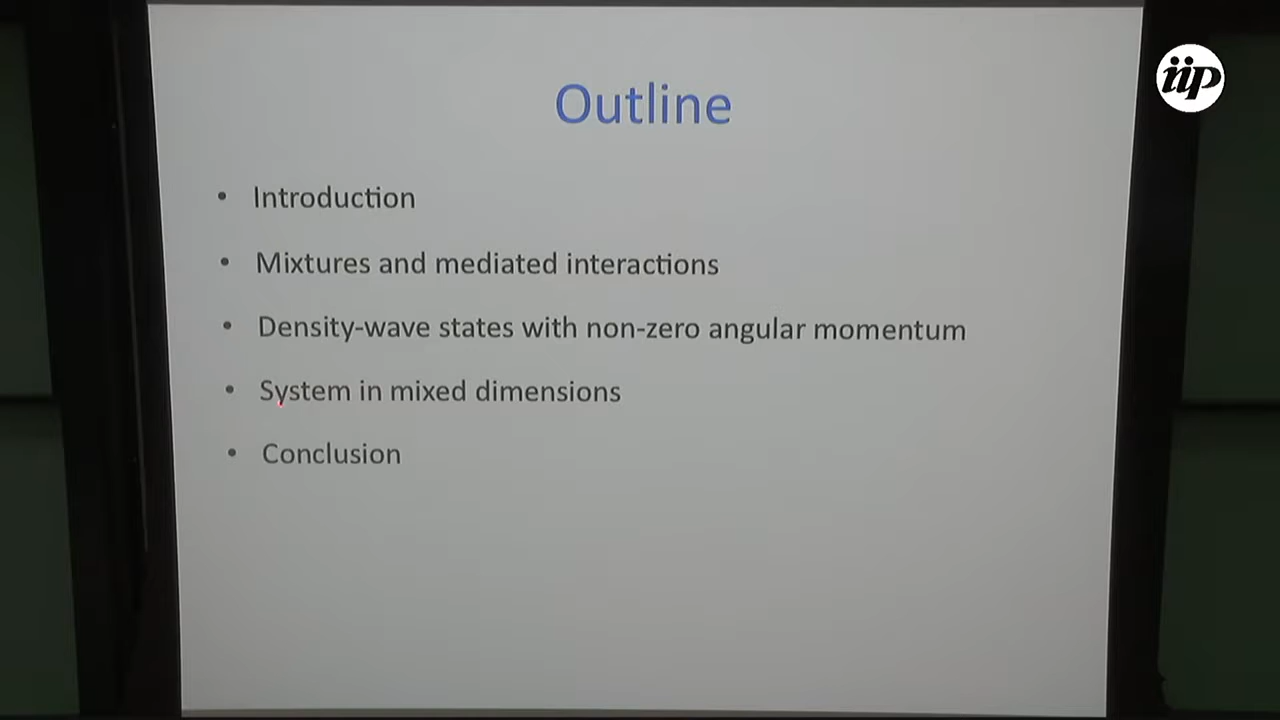 iip
Outline
• Introduction
• Mixtures and mediated interactions
• Density-wave states with non-zero angular momentum
• System in mixed dimensions
• Conclusion